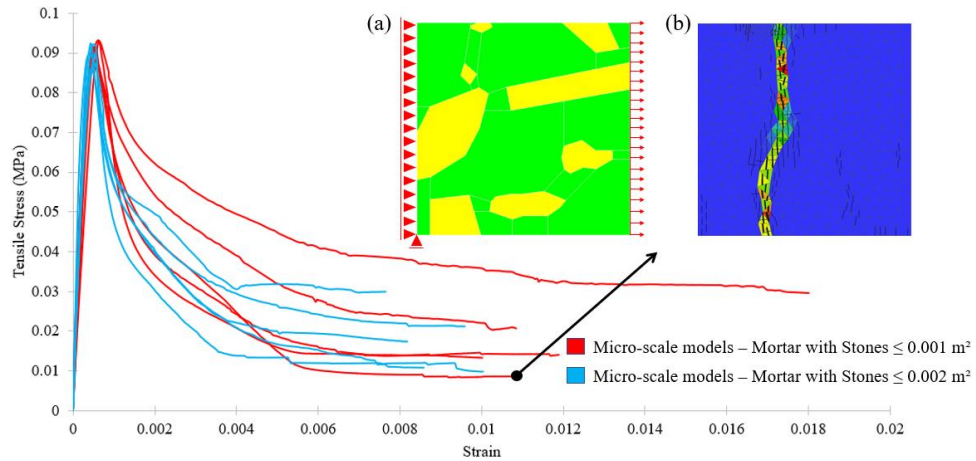 0.1
(a)
(b)
0.09
0.08
0.07
0.06
0.05
0.04
0.03
0.02
0.01
0
Tensile Stress (MPa)
Micro-scale models – Mortar with Stones ≤ 0.001 m²
Micro-scale models – Mortar with Stones ≤ 0.002 m²
0 0.002 0.004 0.006 0.008 0.01 0.012 0.014 0.016 0.018 0.02
Strain